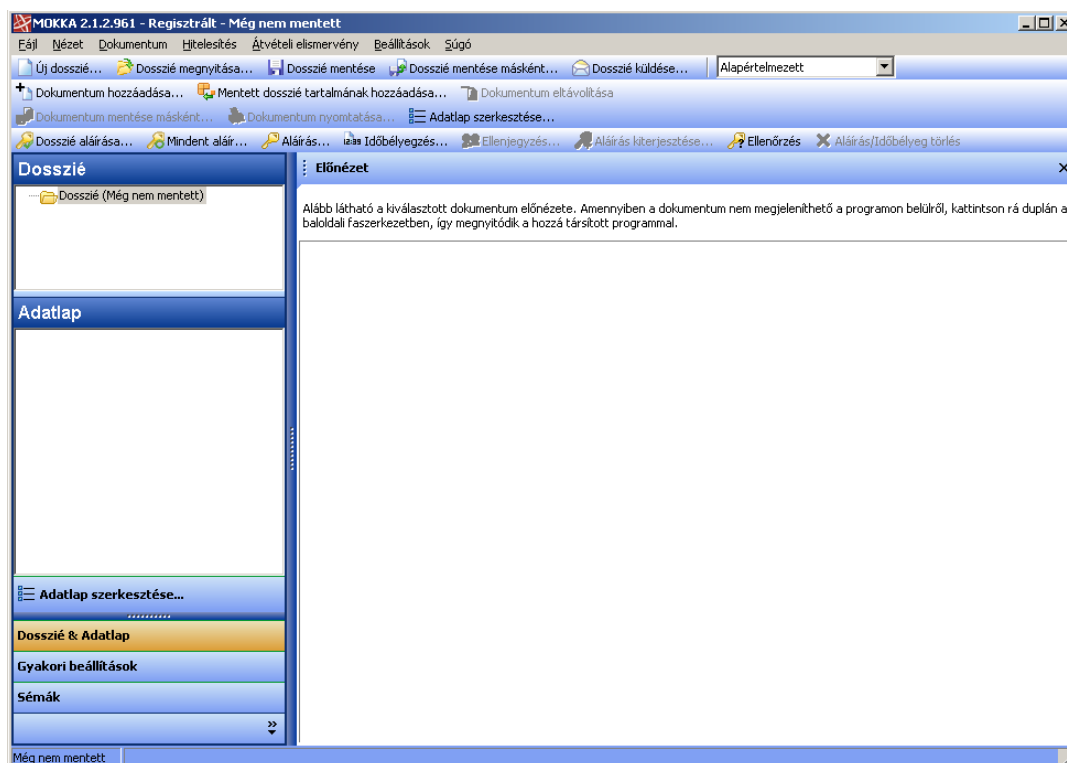 MOKKA 2.1.2.961 - Regisztrált - Még nem mentett
Fájl Nézet Dokumentum Hitelesítés Átvételi elismervény Beállítások Súgó
Új dosszié... Dosszié megnyitása... Dosszié mentése Dosszié mentése másként... Dosszié küldése... Alapértelmezett
Dokumentum hozzáadása... Mentett dosszié tartalmának hozzáadása... Dokumentum eltávolítása
Dokumentum mentése másként... Dokumentum nyomtatása... Adatlap szerkesztése...
Dosszié aláírása... Mindent aláír... Aláírás... Időbélyegzés... Ellenjegyzés... Aláírás kiterjesztése... Ellenőrzés Aláírás/Időbélyeg törlés
Dosszié
Dosszié (Még nem mentett)
Adatlap
Adatlap szerkesztése...
Dosszié & Adatlap
Gyakori beállítások
Sémák
Előnézet
Alább látható a kiválasztott dokumentum előnézete. Amennyiben a dokumentum nem megjeleníthető a programon belülről, kattintson rá duplán a
baloldali faszerkezetben, így megnyitódik a hozzá társított programmal.
Még nem mentett